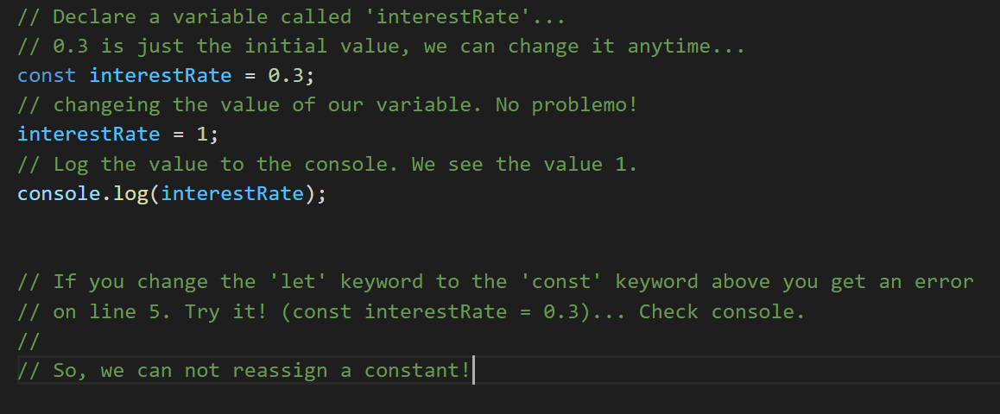 // Declare a variable called 'interestRate'...
// 0.3 is just the initial value, we can change it anytime...
const interestRate = 0.3;
// changeing the value of our variable. No problemo!
interestRate = 1;
// Log the value to the console. We see the value 1.
console.log(interestRate);
// If you change the 'let' keyword to the 'const' keyword above you get an error
// on line 5. Try it! (const interestRate = 0.3)... Check console.
//
// So, we can not reassign a constant!